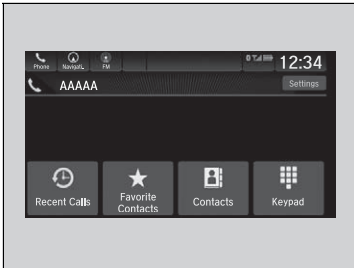 Phone
Navigati..
FM
12:34
AAAAA
Settings
Recent Calls
Favorite
Contacts
Contacts
Keypad